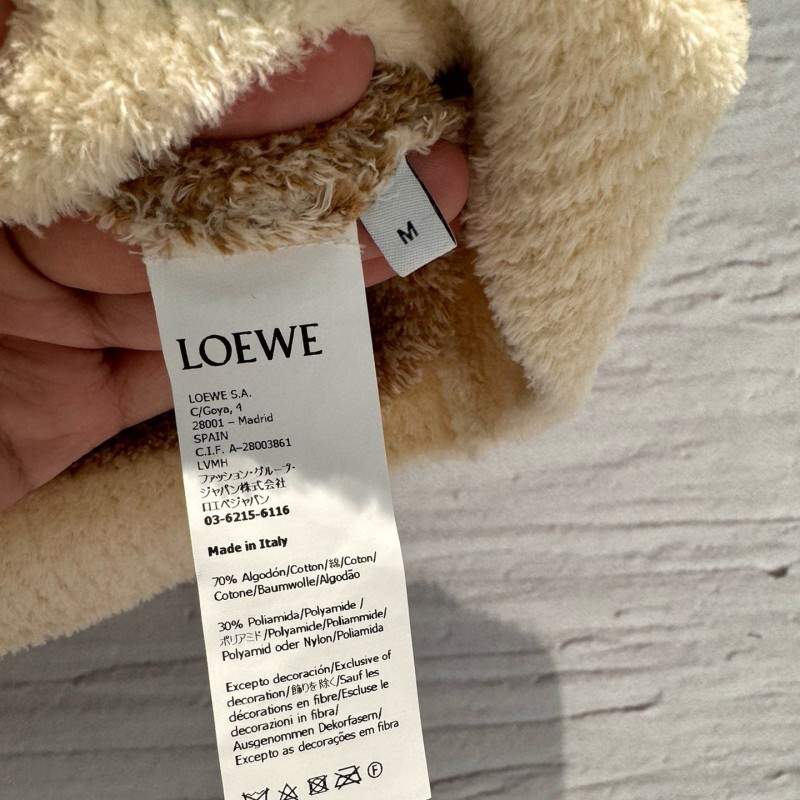 M
LOEWE
LOEWE S.A.
C/Goya, 4
28001 – Madrid
SPAIN
C.I.F. A–28003861
LVMH
ファッション・グループ・
ジャパン株式会社
ロエベジャパン
03-6215-6116
Made in Italy
70% Algodón/Cotton/綿/Coton/
Cotone/Baumwolle/Algodão
30% Poliamida/Polyamide /
ポリアミド/Polyamide/Poliammide/
Polyamid oder Nylon/Poliamida
Excepto decoración/Exclusive of
decoration/飾りを除く/Sauf les
décorations en fibre/Escluse le
decorazioni in fibra/
Ausgenommen Dekorfasern/
Excepto as decorações em fibra
F